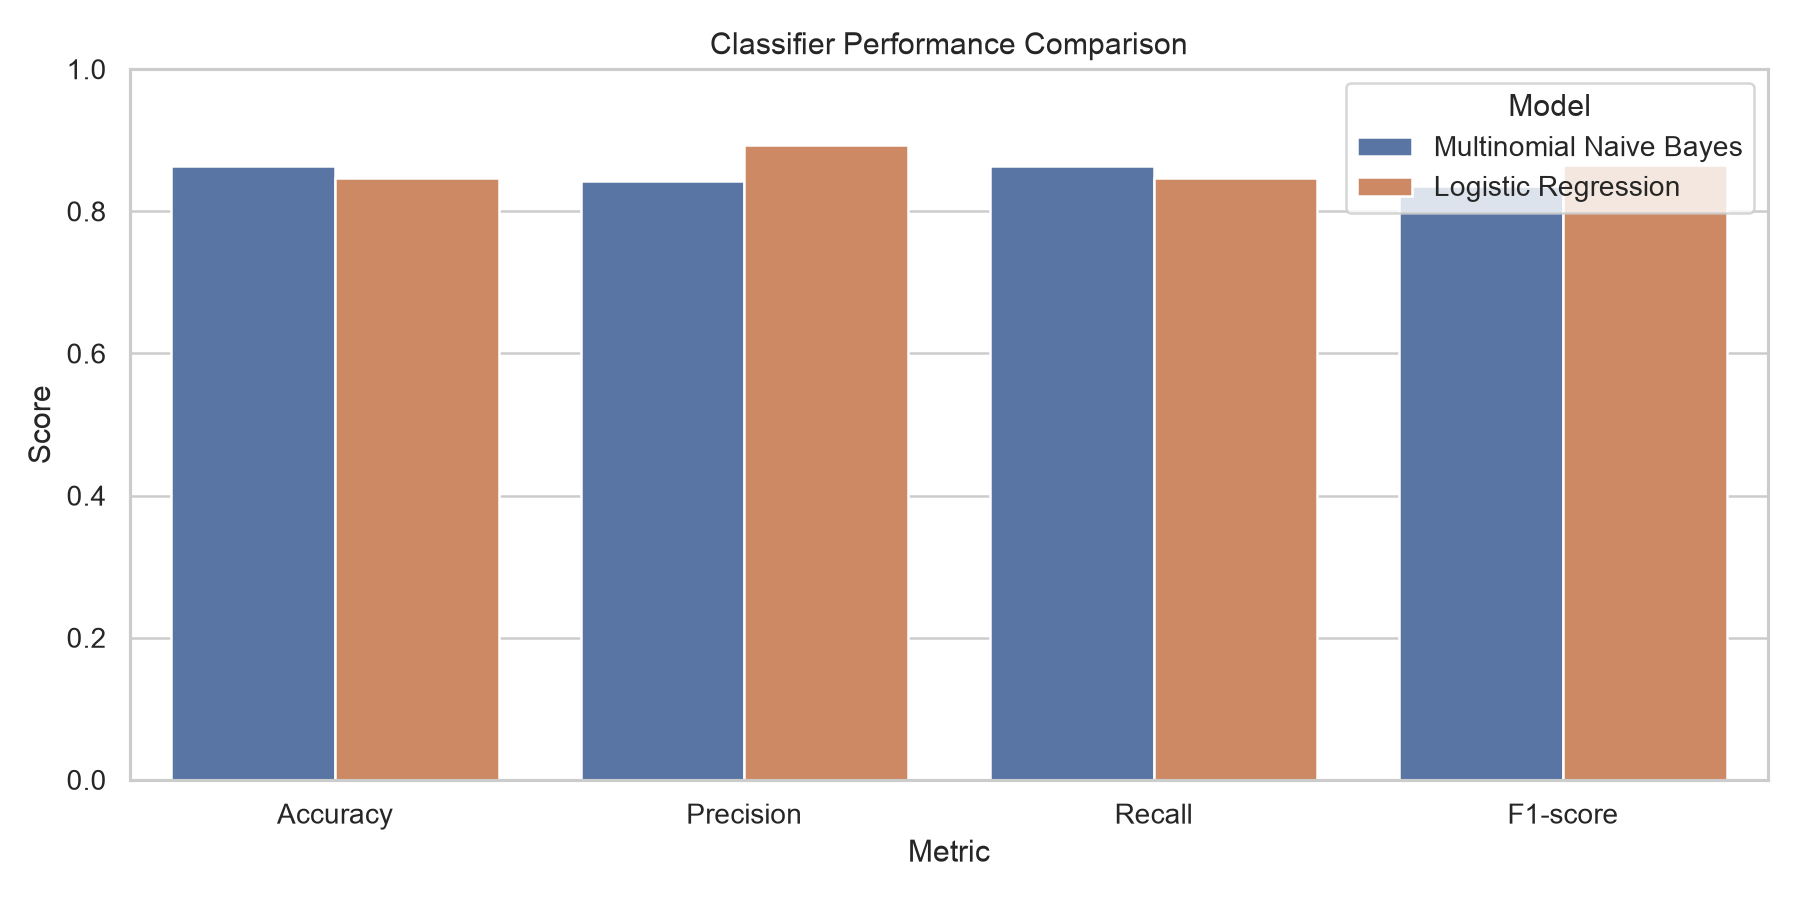 Classifier Performance Comparison
Model
Multinomial Naive Bayes
Logistic Regression
Score
1.0
0.8
0.6
0.4
0.2
0.0
Accuracy Precision Recall F1-score
Metric